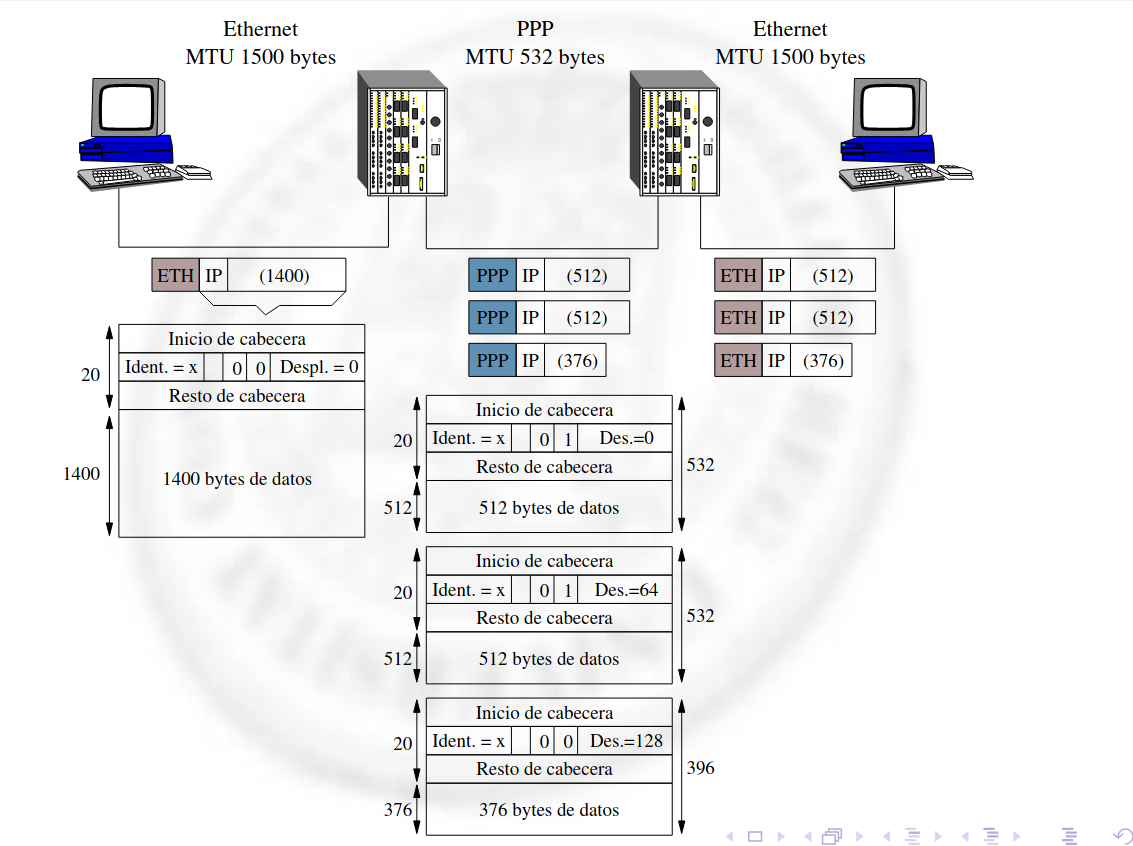 Ethernet
MTU 1500 bytes
PPP
MTU 532 bytes
Ethernet
MTU 1500 bytes
ETH IP (1400)
PPP IP (512)
PPP IP (512)
PPP IP (376)
ETH IP (512)
ETH IP (512)
ETH IP (376)
Inicio de cabecera
20 Ident. = x 0 0 Despl. = 0
Resto de cabecera
1400 1400 bytes de datos
Inicio de cabecera
20 Ident. = x 0 1 Des.=0
Resto de cabecera
532
512 512 bytes de datos
Inicio de cabecera
20 Ident. = x 0 1 Des.=64
Resto de cabecera
532
512 512 bytes de datos
Inicio de cabecera
20 Ident. = x 0 0 Des.=128
Resto de cabecera
396
376 376 bytes de datos